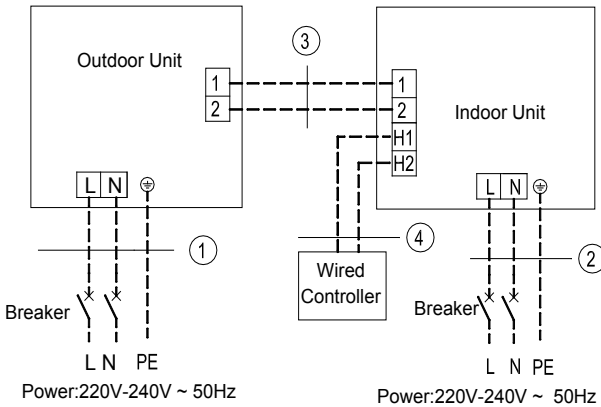 Outdoor Unit
3
1
2
1
2
H1
H2
Indoor Unit
L N
L N
1
4
2
Wired
Controller
Breaker
Breaker
L N PE
L N PE
Power:220V-240V ~ 50Hz
Power:220V-240V ~ 50Hz